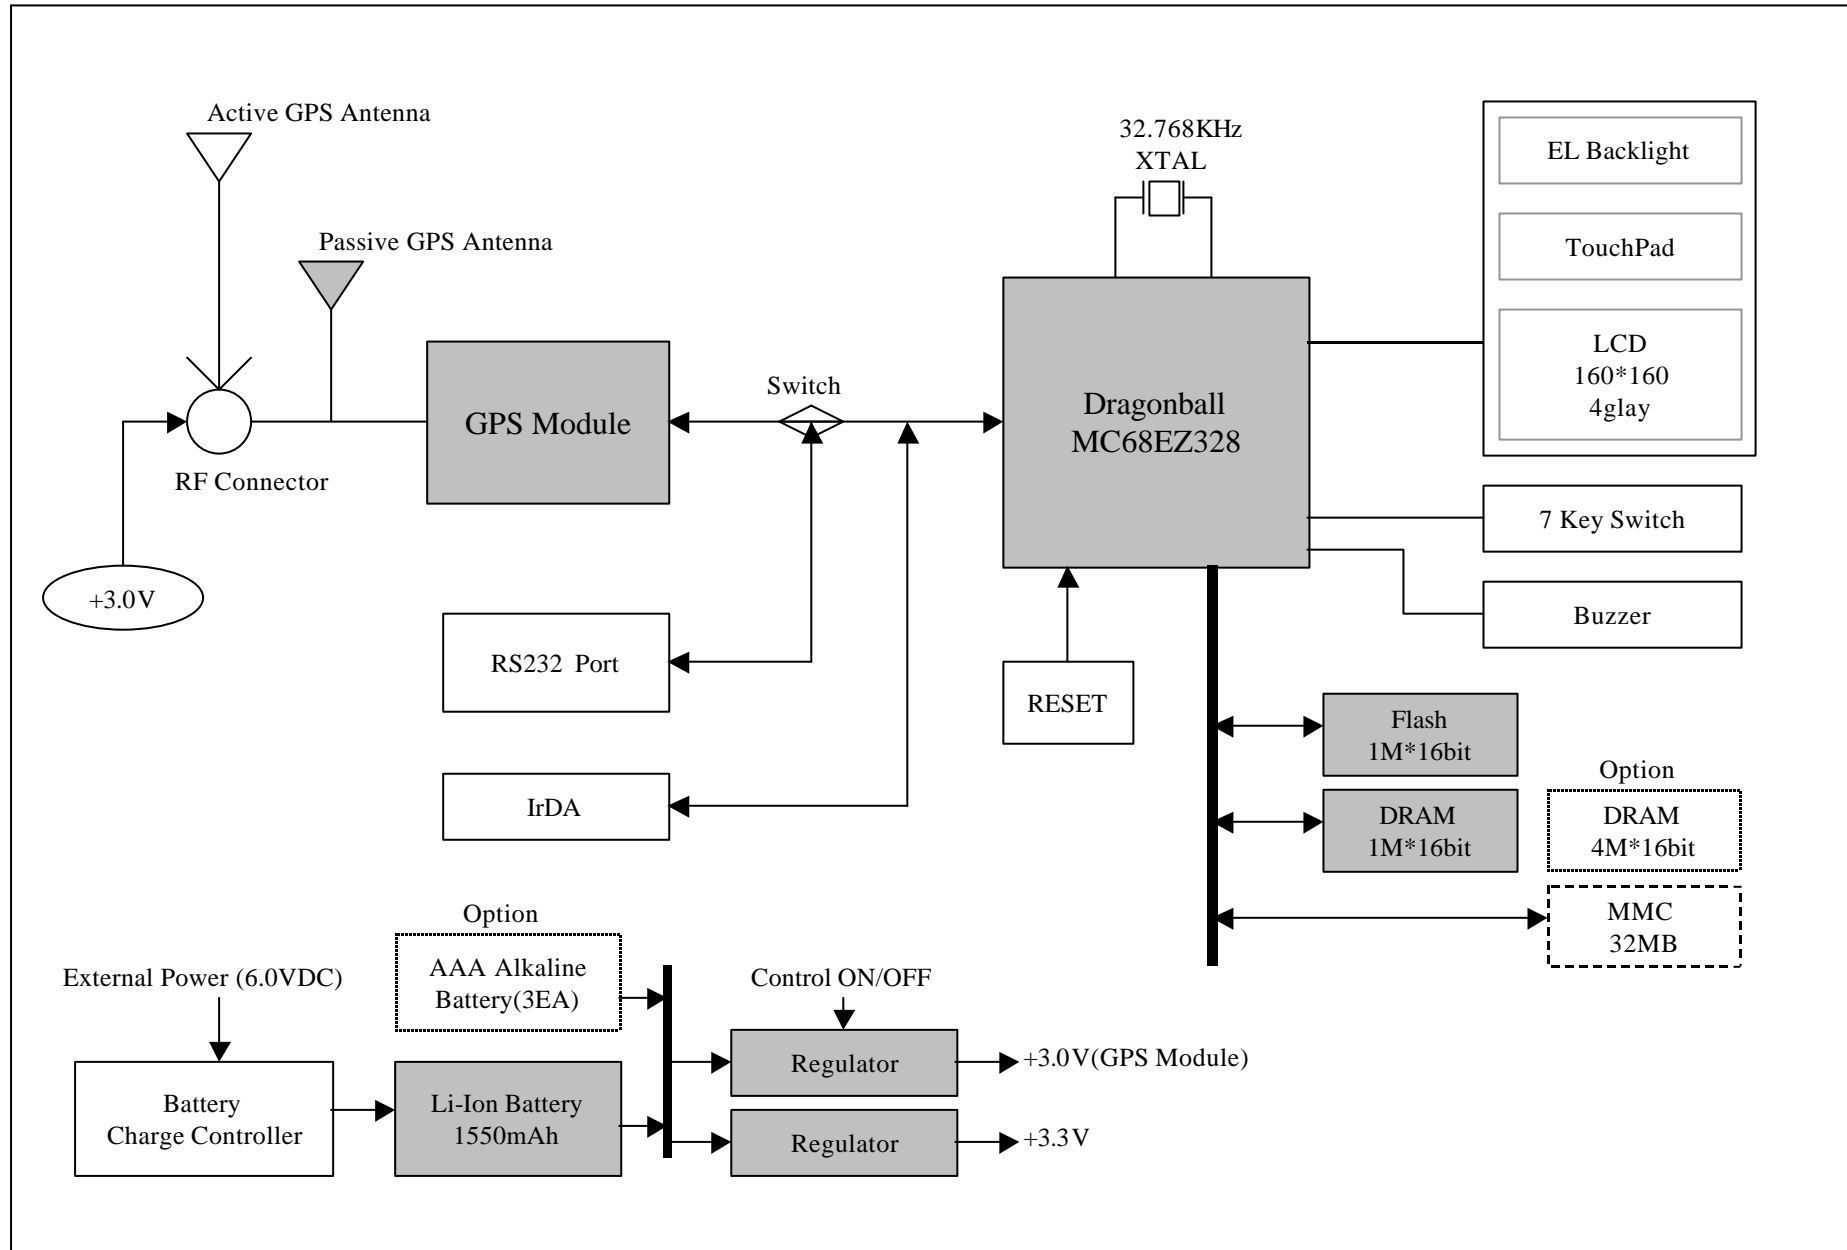 Active GPS Antenna
Passive GPS Antenna
32.768KHz
XTAL
EL Backlight
TouchPad
LCD
160*160
4glay
GPS Module
Switch
Dragonball
MC68EZ328
RF Connector
+3.0V
7 Key Switch
Buzzer
RS232 Port
RESET
IrDA
Flash
1M*16bit
DRAM
1M*16bit
Option
DRAM
4M*16bit
MMC
32MB
Option
AAA Alkaline
Battery(3EA)
External Power (6.0VDC)
Control ON/OFF
Battery
Charge Controller
Li-Ion Battery
1550mAh
Regulator
+3.0V(GPS Module)
Regulator
+3.3V